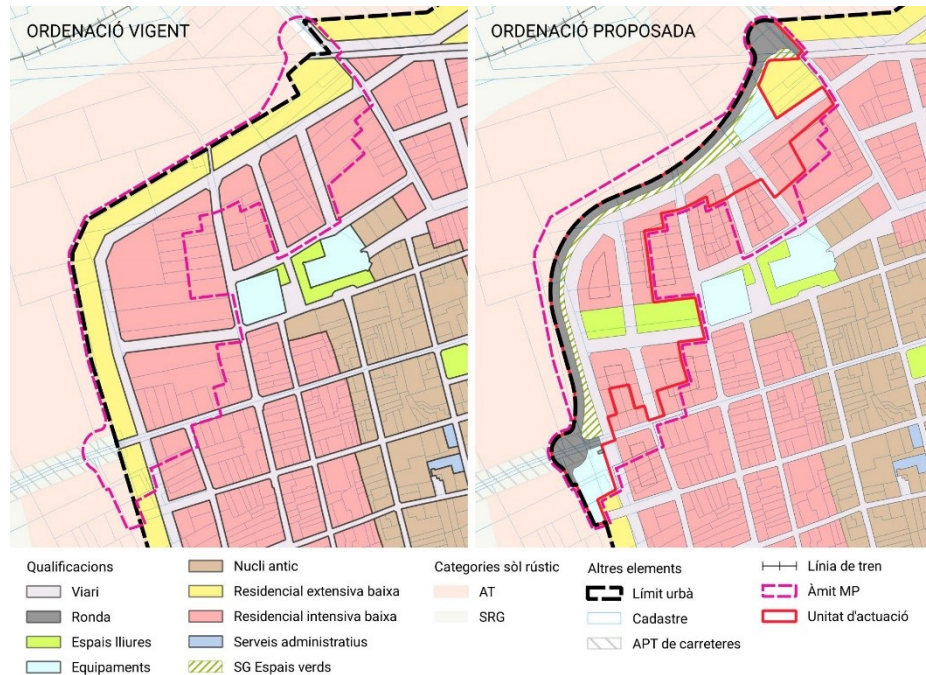 ORDENACIÓ VIGENT
ORDENACIÓ PROPOSADA
Qualificacions
Viari
Ronda
Espais lliures
Equipaments
Nucli antic
Residencial extensiva baixa
Residencial intensiva baixa
Serveis administratius
SG Espais verds
Categories sòl rústic
AT
SRG
Altres elements
Límit urbà
Cadastre
APT de carreteres
Línia de tren
Àmit MP
Unitat d'actuació